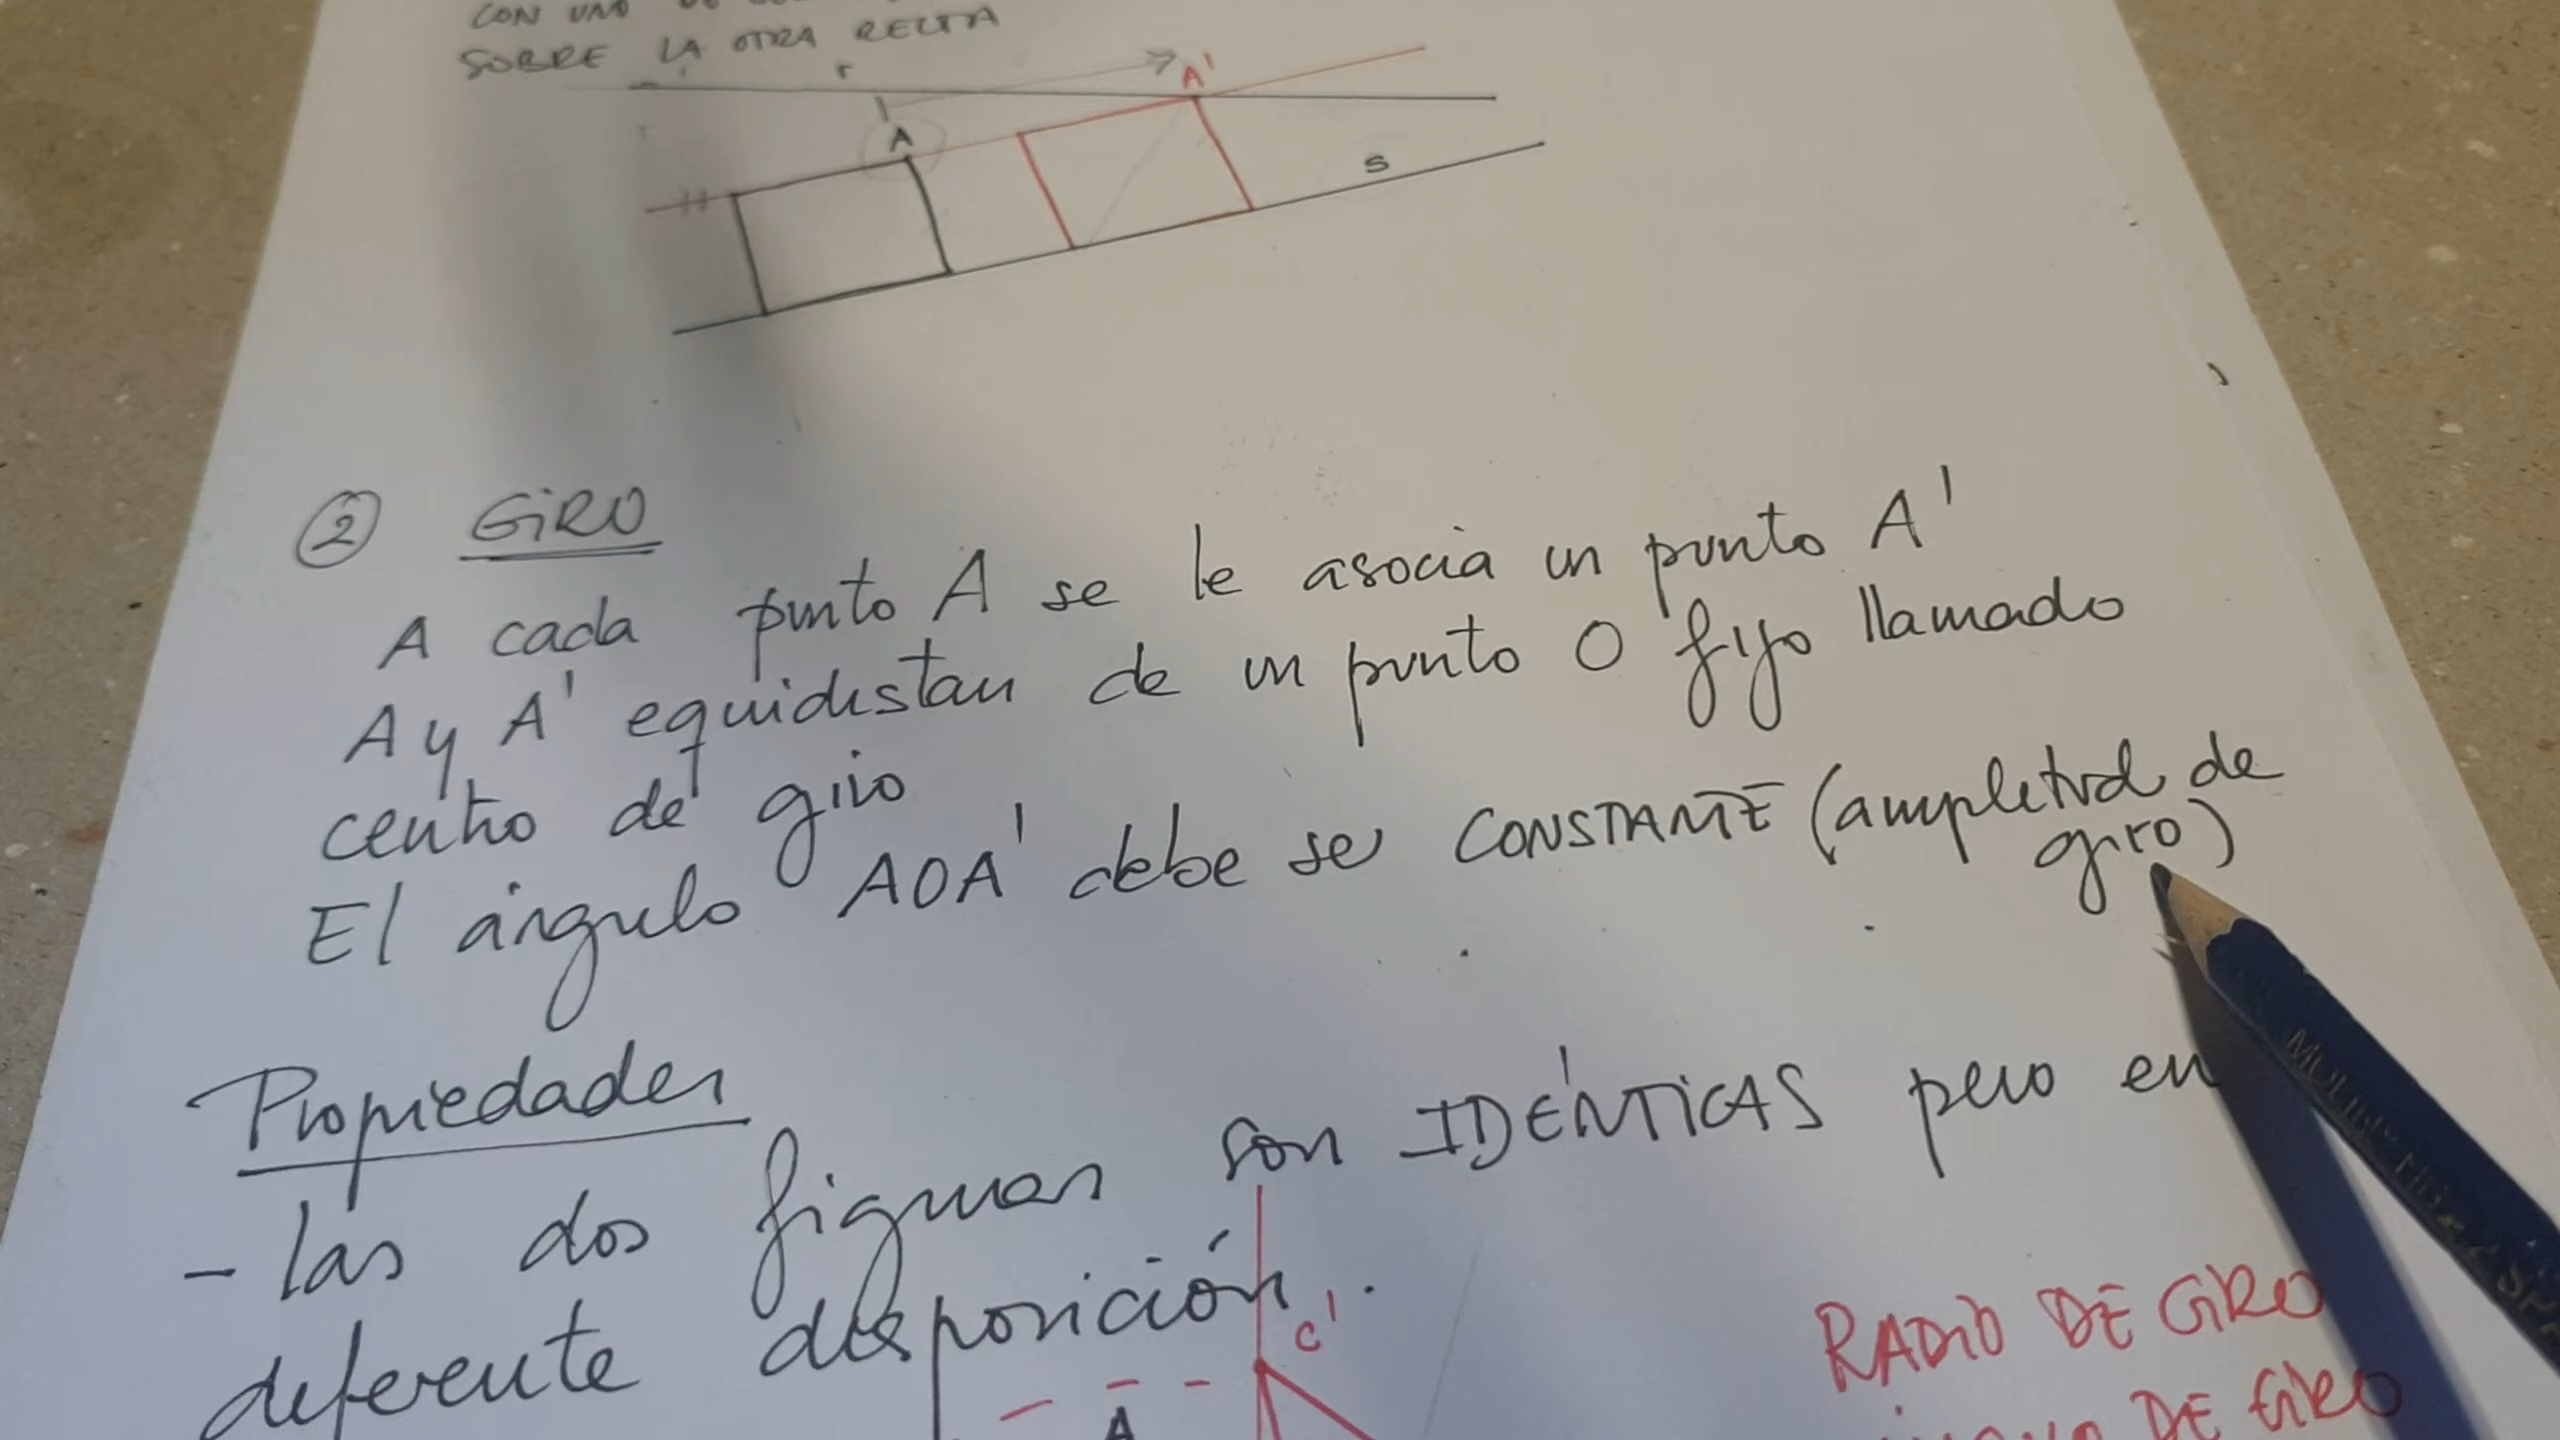 CON UNO DE
SOBRE LA OTRA RECTA
r
A'
A
S
② GIRO
A cada punto A se le asocia un punto A'
A y A' equidistan de un punto O fijo llamado
centro de giro
El ángulo AOA' debe ser CONSTANTE (amplitud de
giro)
Propiedades
- las dos figuras son IDÉNTICAS pero en
diferente disposición.
C'
A
RADIO DE GIRO
DE GIRO